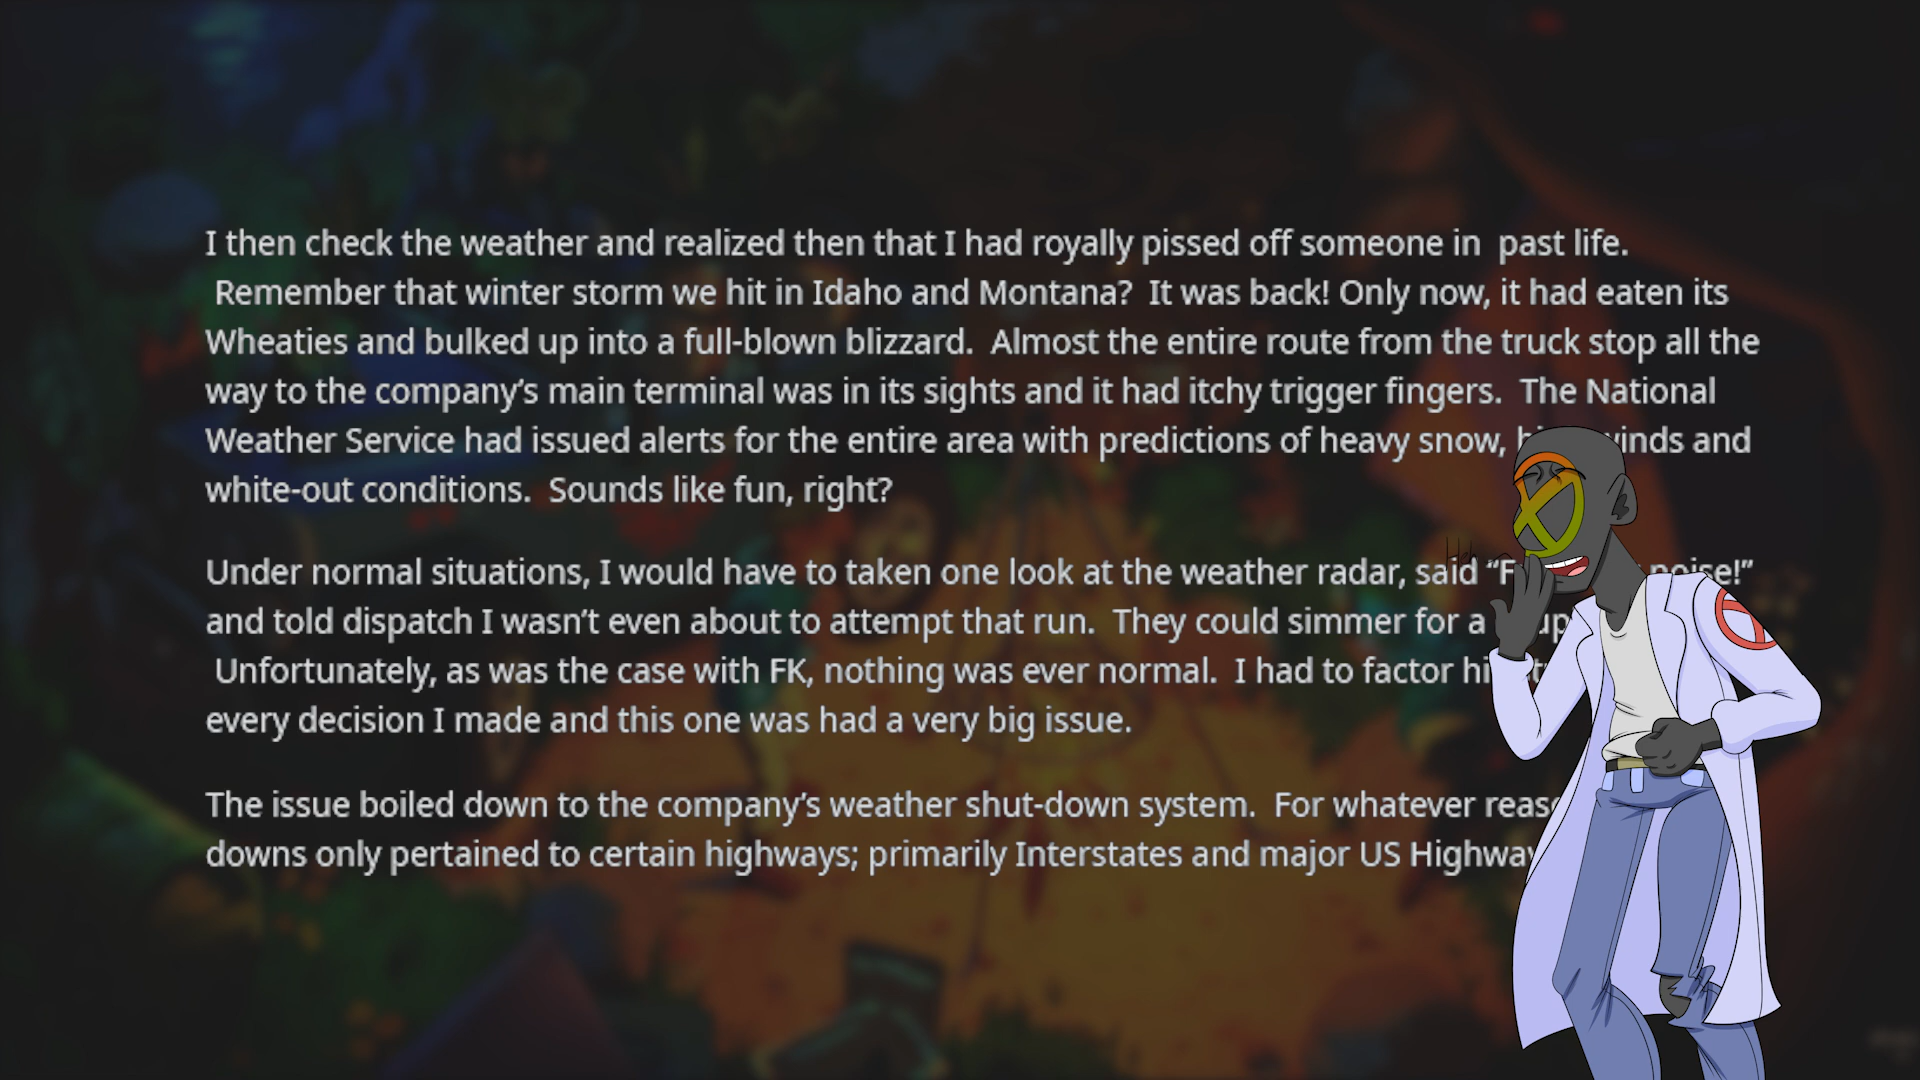 I then check the weather and realized then that I had royally pissed off someone in  past life.
Remember that winter storm we hit in Idaho and Montana?  It was back! Only now, it had eaten its
Wheaties and bulked up into a full-blown blizzard.  Almost the entire route from the truck stop all the
way to the company’s main terminal was in its sights and it had itchy trigger fingers.  The National
Weather Service had issued alerts for the entire area with predictions of heavy snow, and
white-out conditions.  Sounds like fun, right?
Under normal situations, I would have to taken one look at the weather radar, said
and told dispatch I wasn’t even about to attempt that run.  They could simmer for a
Unfortunately, as was the case with FK, nothing was ever normal.  I had to factor
every decision I made and this one was had a very big issue.
The issue boiled down to the company’s weather shut-down system.  For whatever
downs only pertained to certain highways; primarily Interstates and major US